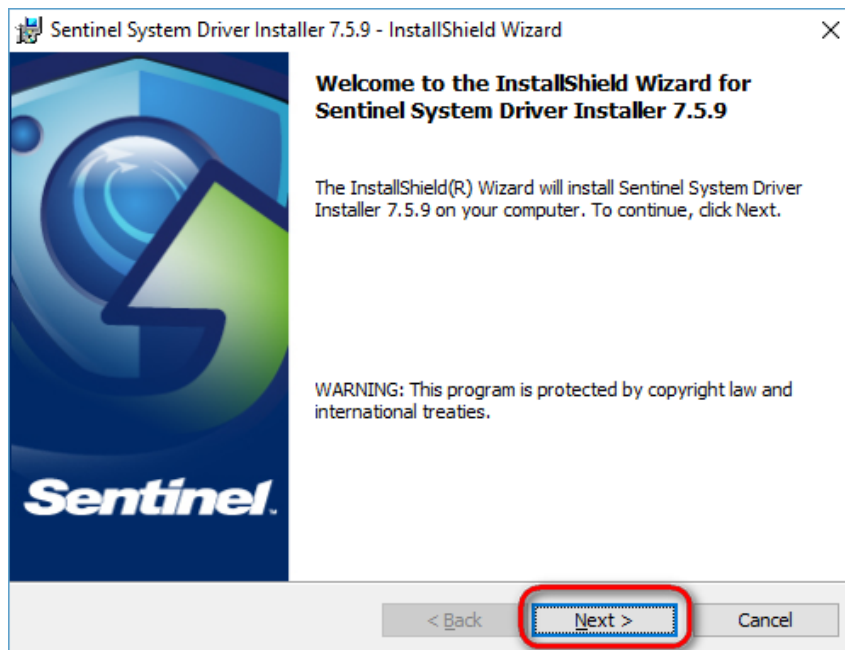 Sentinel System Driver Installer 7.5.9 - InstallShield Wizard
Welcome to the InstallShield Wizard for
Sentinel System Driver Installer 7.5.9
The InstallShield(R) Wizard will install Sentinel System Driver
Installer 7.5.9 on your computer. To continue, click Next.
WARNING: This program is protected by copyright law and
international treaties.
Sentinel
< Back Next > Cancel